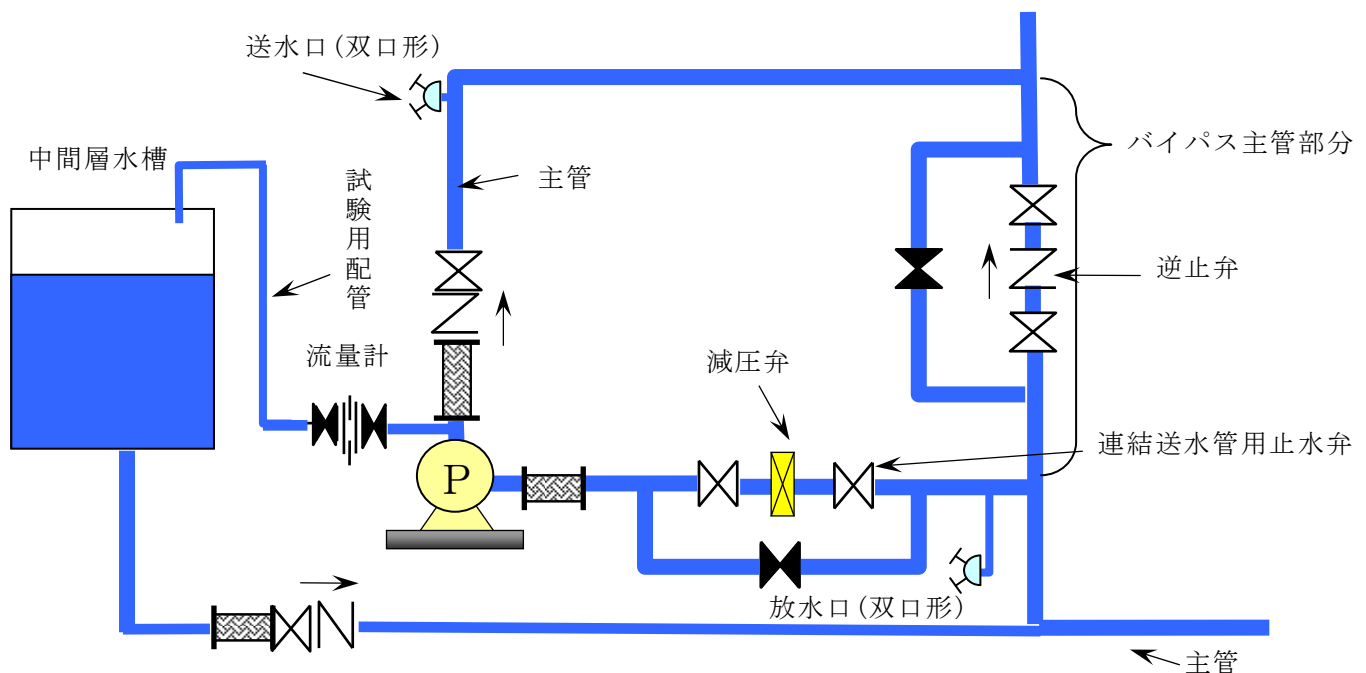 送水口(双口形)
バイパス主管部分
中間層水槽
試験用配管
主管
逆止弁
流量計
減圧弁
連結送水管用止水弁
P
放水口(双口形)
主管